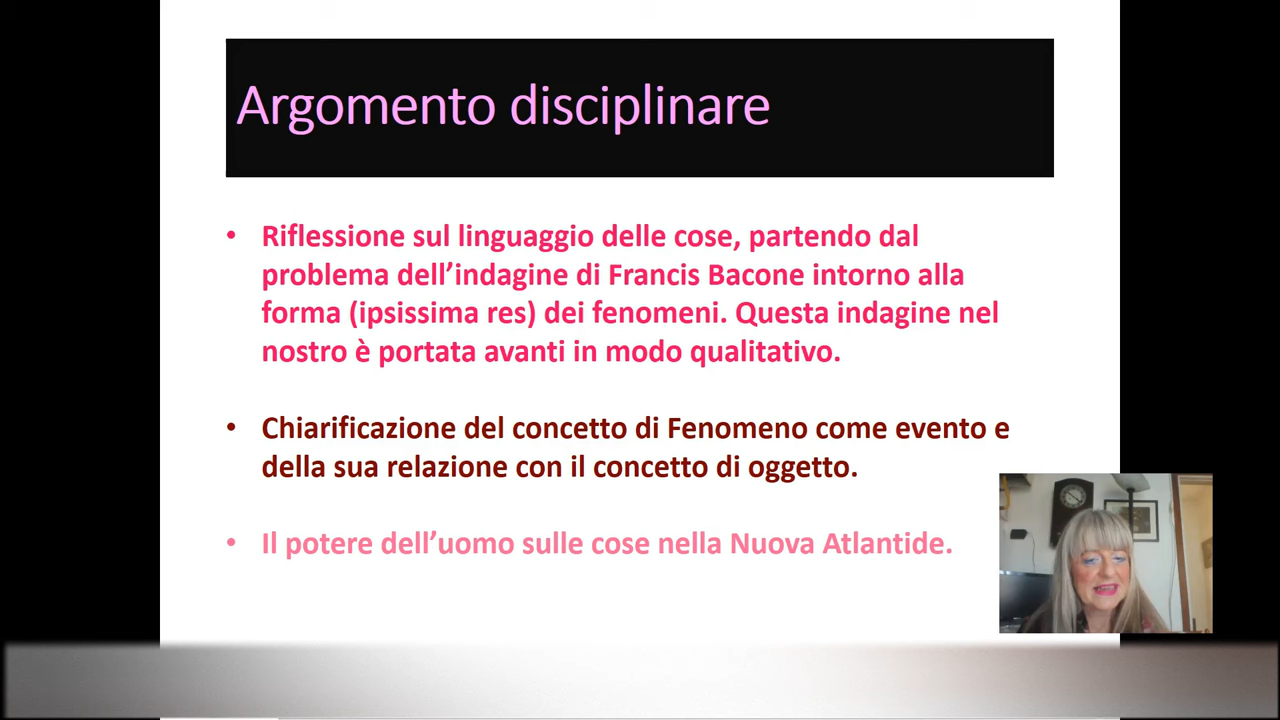 Argomento disciplinare
• Riflessione sul linguaggio delle cose, partendo dal
problema dell’indagine di Francis Bacone intorno alla
forma (ipsissima res) dei fenomeni. Questa indagine nel
nostro è portata avanti in modo qualitativo.
• Chiarificazione del concetto di Fenomeno come evento e
della sua relazione con il concetto di oggetto.
• Il potere dell’uomo sulle cose nella Nuova Atlantide.